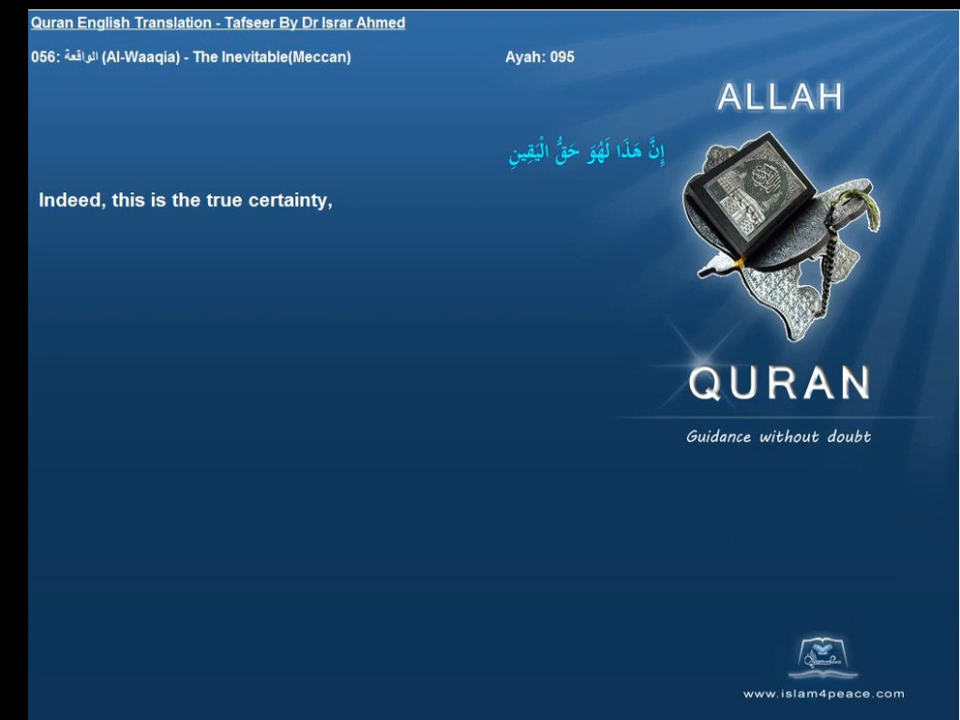 Quran English Translation - Tafseer By Dr Israr Ahmed
056: الواقعة (Al-Waaqia) - The Inevitable(Meccan)
Ayah: 095
ALLAH
إِنَّ هَذَا لَهُوَ حَقُّ الْيَقِينِ
Indeed, this is the true certainty,
QURAN
Guidance without doubt
www.islam4peace.com